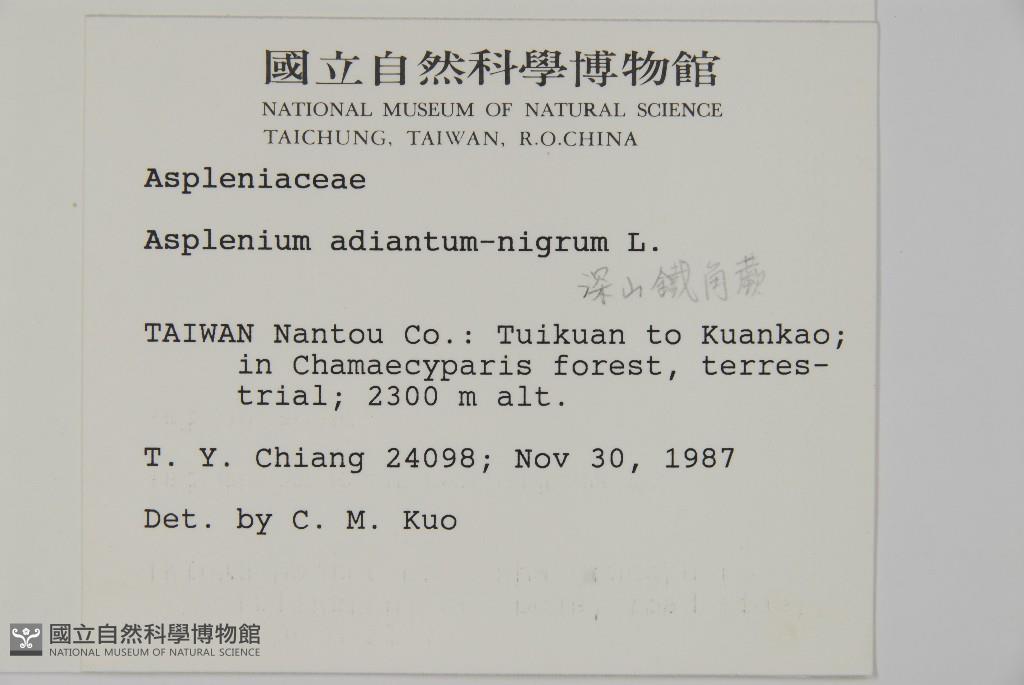 國立自然科學博物館
NATIONAL MUSEUM OF NATURAL SCIENCE
TAICHUNG, TAIWAN, R.O.CHINA
Aspleniaceae
Asplenium adiantum-nigrum L.
深山鐵角蕨
TAIWAN Nantou Co.: Tuikuan to Kuankao;
in Chamaecyparis forest, terres-
trial; 2300 m alt.
T. Y. Chiang 24098; Nov 30, 1987
Det. by C. M. Kuo
國立自然科學博物館
NATIONAL MUSEUM OF NATURAL SCIENCE